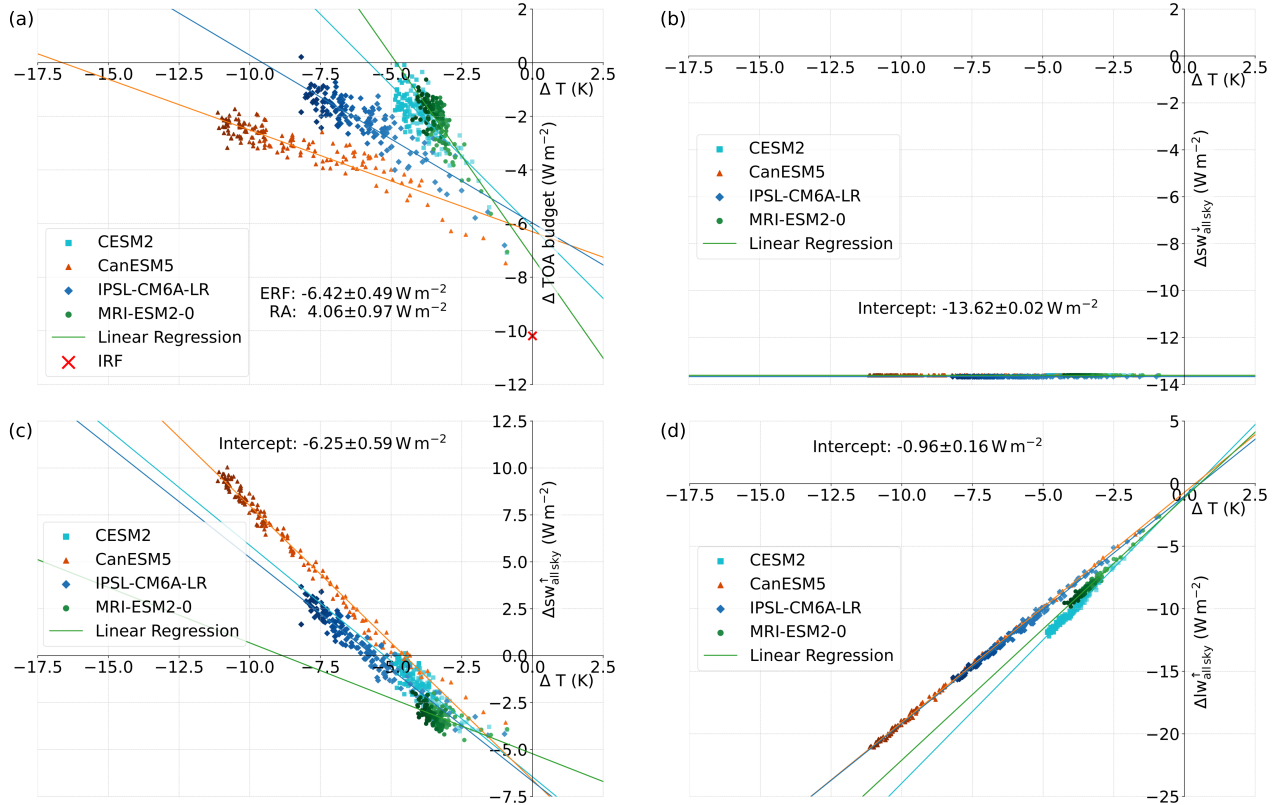 (a)
2
0
−2
−4
−6
−8
−10
−12
−17.5 −15.0 −12.5 −10.0 −7.5 −5.0 −2.5 0.0 2.5
Δ T (K)
Δ TOA budget (W m−2)
CESM2
CanESM5
IPSL-CM6A-LR
MRI-ESM2-0
Linear Regression
IRF
ERF: -6.42±0.49 W m−2
RA: 4.06±0.97 W m−2
(b)
2
0
−2
−4
−6
−8
−10
−12
−14
−17.5 −15.0 −12.5 −10.0 −7.5 −5.0 −2.5 0.0 2.5
Δ T (K)
Δsw↓all sky (W m−2)
CESM2
CanESM5
IPSL-CM6A-LR
MRI-ESM2-0
Linear Regression
Intercept: -13.62±0.02 W m−2
(c)
12.5
10.0
7.5
5.0
2.5
0.0
−2.5
−5.0
−7.5
−17.5 −15.0 −12.5 −10.0 −7.5 −5.0 −2.5 0.0 2.5
Δ T (K)
Δsw↑all sky (W m−2)
Intercept: -6.25±0.59 W m−2
CESM2
CanESM5
IPSL-CM6A-LR
MRI-ESM2-0
Linear Regression
(d)
5
0
−5
−10
−15
−20
−25
−17.5 −15.0 −12.5 −10.0 −7.5 −5.0 −2.5 0.0 2.5
Δ T (K)
Δlw↑all sky (W m−2)
Intercept: -0.96±0.16 W m−2
CESM2
CanESM5
IPSL-CM6A-LR
MRI-ESM2-0
Linear Regression